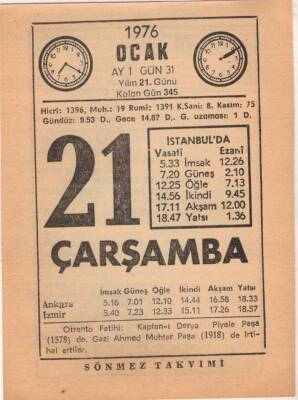 1976
OCAK
AY 1 GÜN 31
Yılın 21. Günü
Kalan Gün 345
Hicri: 1396, Muh.: 19 Rumî: 1391 K.Sani: 8, Kasım: 75
Gündüz: 9.53 D., Gece 14.07 D., G. uzaması: 1 D.
21
İSTANBUL'DA
Vasatî Ezanî
5.33 İmsak 12.26
7.20 Güneş 2.10
12.25 Öğle 7.13
14.56 İkindi 9.45
17.11 Akşam 12.00
18.47 Yatsı 1.36
ÇARŞAMBA
İmsak Güneş Öğle İkindi Akşam Yatsı
Ankara 5.16 7.01 12.10 14.44 16.58 18.33
İzmir 5.40 7.23 12.33 15.11 17.26 18.57
Otranto Fatihi: Kaptan-ı Derya Piyale Paşa
(1578) de, Gazi Ahmed Muhtar Paşa (1918) de İrti-
hal ettiler.
SÖNMEZ TAKVİMİ